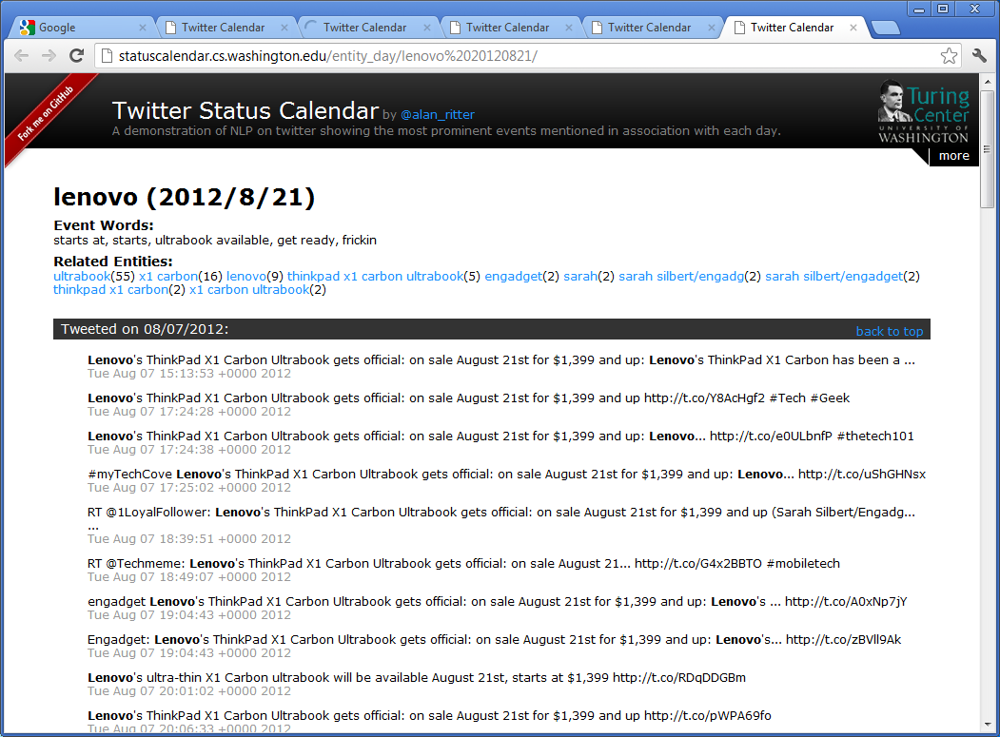 Google
Twitter Calendar
Twitter Calendar
Twitter Calendar
Twitter Calendar
Twitter Calendar
statuscalendar.cs.washington.edu/entity_day/lenovo%2020120821/
Fork me on GitHub
Twitter Status Calendar by @alan_ritter
A demonstration of NLP on twitter showing the most prominent events mentioned in association with each day.
Turing
Center
UNIVERSITY OF
WASHINGTON
more
lenovo (2012/8/21)
Event Words:
starts at, starts, ultrabook available, get ready, frickin
Related Entities:
ultrabook(55) x1 carbon(16) lenovo(9) thinkpad x1 carbon ultrabook(5) engadget(2) sarah(2) sarah silbert/engadg(2) sarah silbert/engadget(2)
thinkpad x1 carbon(2) x1 carbon ultrabook(2)
Tweeted on 08/07/2012:
back to top
Lenovo's ThinkPad X1 Carbon Ultrabook gets official: on sale August 21st for $1,399 and up: Lenovo's ThinkPad X1 Carbon has been a ...
Tue Aug 07 15:13:53 +0000 2012
Lenovo's ThinkPad X1 Carbon Ultrabook gets official: on sale August 21st for $1,399 and up http://t.co/Y8AcHgf2 #Tech #Geek
Tue Aug 07 17:24:28 +0000 2012
Lenovo's ThinkPad X1 Carbon Ultrabook gets official: on sale August 21st for $1,399 and up: Lenovo... http://t.co/e0ULbnfP #thetech101
Tue Aug 07 17:24:38 +0000 2012
#myTechCove Lenovo's ThinkPad X1 Carbon Ultrabook gets official: on sale August 21st for $1,399 and up: Lenovo... http://t.co/uShGHNsx
Tue Aug 07 17:25:02 +0000 2012
RT @1LoyalFollower: Lenovo's ThinkPad X1 Carbon Ultrabook gets official: on sale August 21st for $1,399 and up (Sarah Silbert/Engadg...
...
Tue Aug 07 18:39:51 +0000 2012
RT @Techmeme: Lenovo's ThinkPad X1 Carbon Ultrabook gets official: on sale August 21... http://t.co/G4x2BBTO #mobiletech
Tue Aug 07 18:49:07 +0000 2012
engadget Lenovo's ThinkPad X1 Carbon Ultrabook gets official: on sale August 21st for $1,399 and up: Lenovo's ... http://t.co/A0xNp7jY
Tue Aug 07 19:04:43 +0000 2012
Engadget: Lenovo's ThinkPad X1 Carbon Ultrabook gets official: on sale August 21st for $1,399 and up: Lenovo's... http://t.co/zBVll9Ak
Tue Aug 07 19:04:43 +0000 2012
Lenovo's ultra-thin X1 Carbon ultrabook will be available August 21st, starts at $1,399 http://t.co/RDqDDGBm
Tue Aug 07 20:01:02 +0000 2012
Lenovo's ThinkPad X1 Carbon Ultrabook gets official: on sale August 21st for $1,399 and up http://t.co/pWPA69fo
Tue Aug 07 20:06:33 +0000 2012